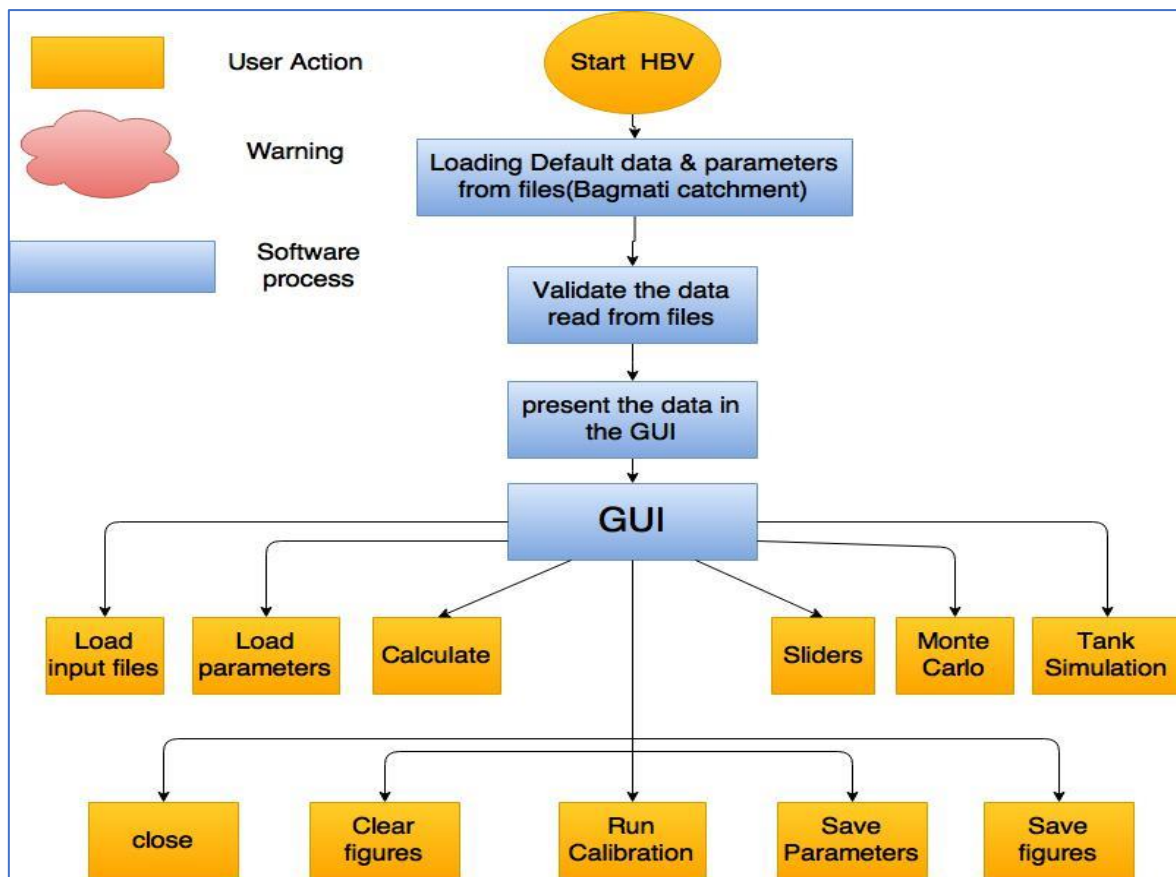 User Action
Start HBV
Warning
Loading Default data & parameters
from files(Bagmati catchment)
Software
process
Validate the data
read from files
present the data in
the GUI
GUI
Load
input files
Load
parameters
Calculate
Sliders
Monte
Carlo
Tank
Simulation
close
Clear
figures
Run
Calibration
Save
Parameters
Save
figures